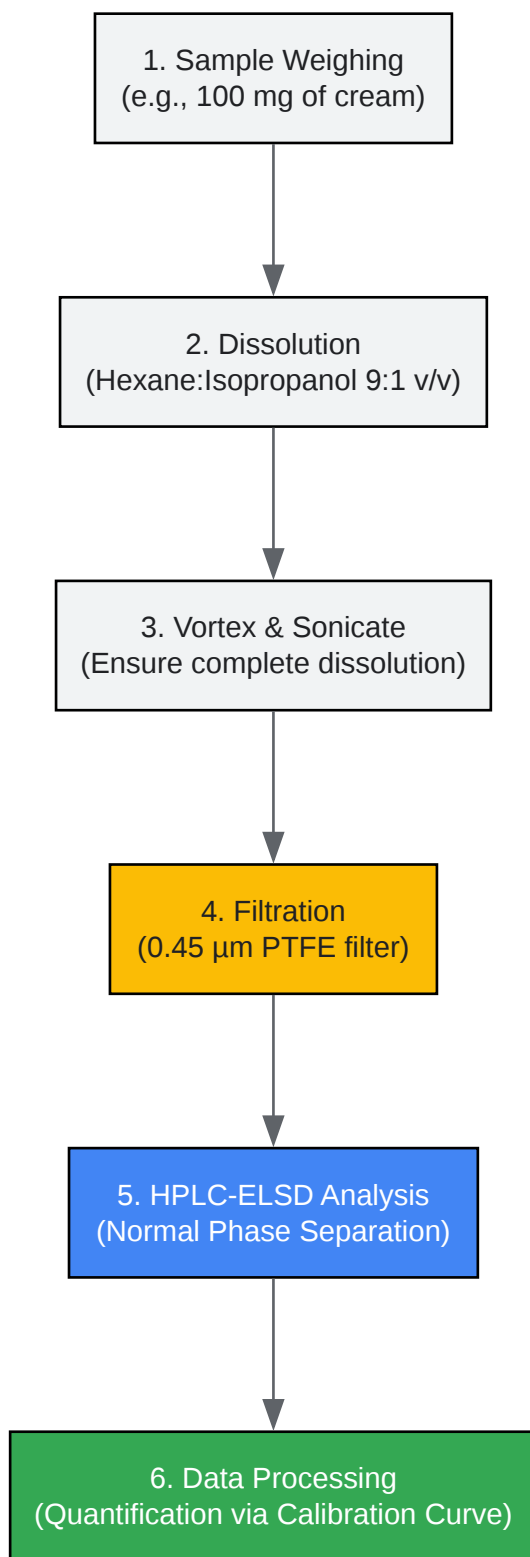 1. Sample Weighing
(e.g., 100 mg of cream)
2. Dissolution
(Hexane:Isopropanol 9:1 v/v)
3. Vortex & Sonicate
(Ensure complete dissolution)
4. Filtration
(0.45 µm PTFE filter)
5. HPLC-ELSD Analysis
(Normal Phase Separation)
6. Data Processing
(Quantification via Calibration Curve)